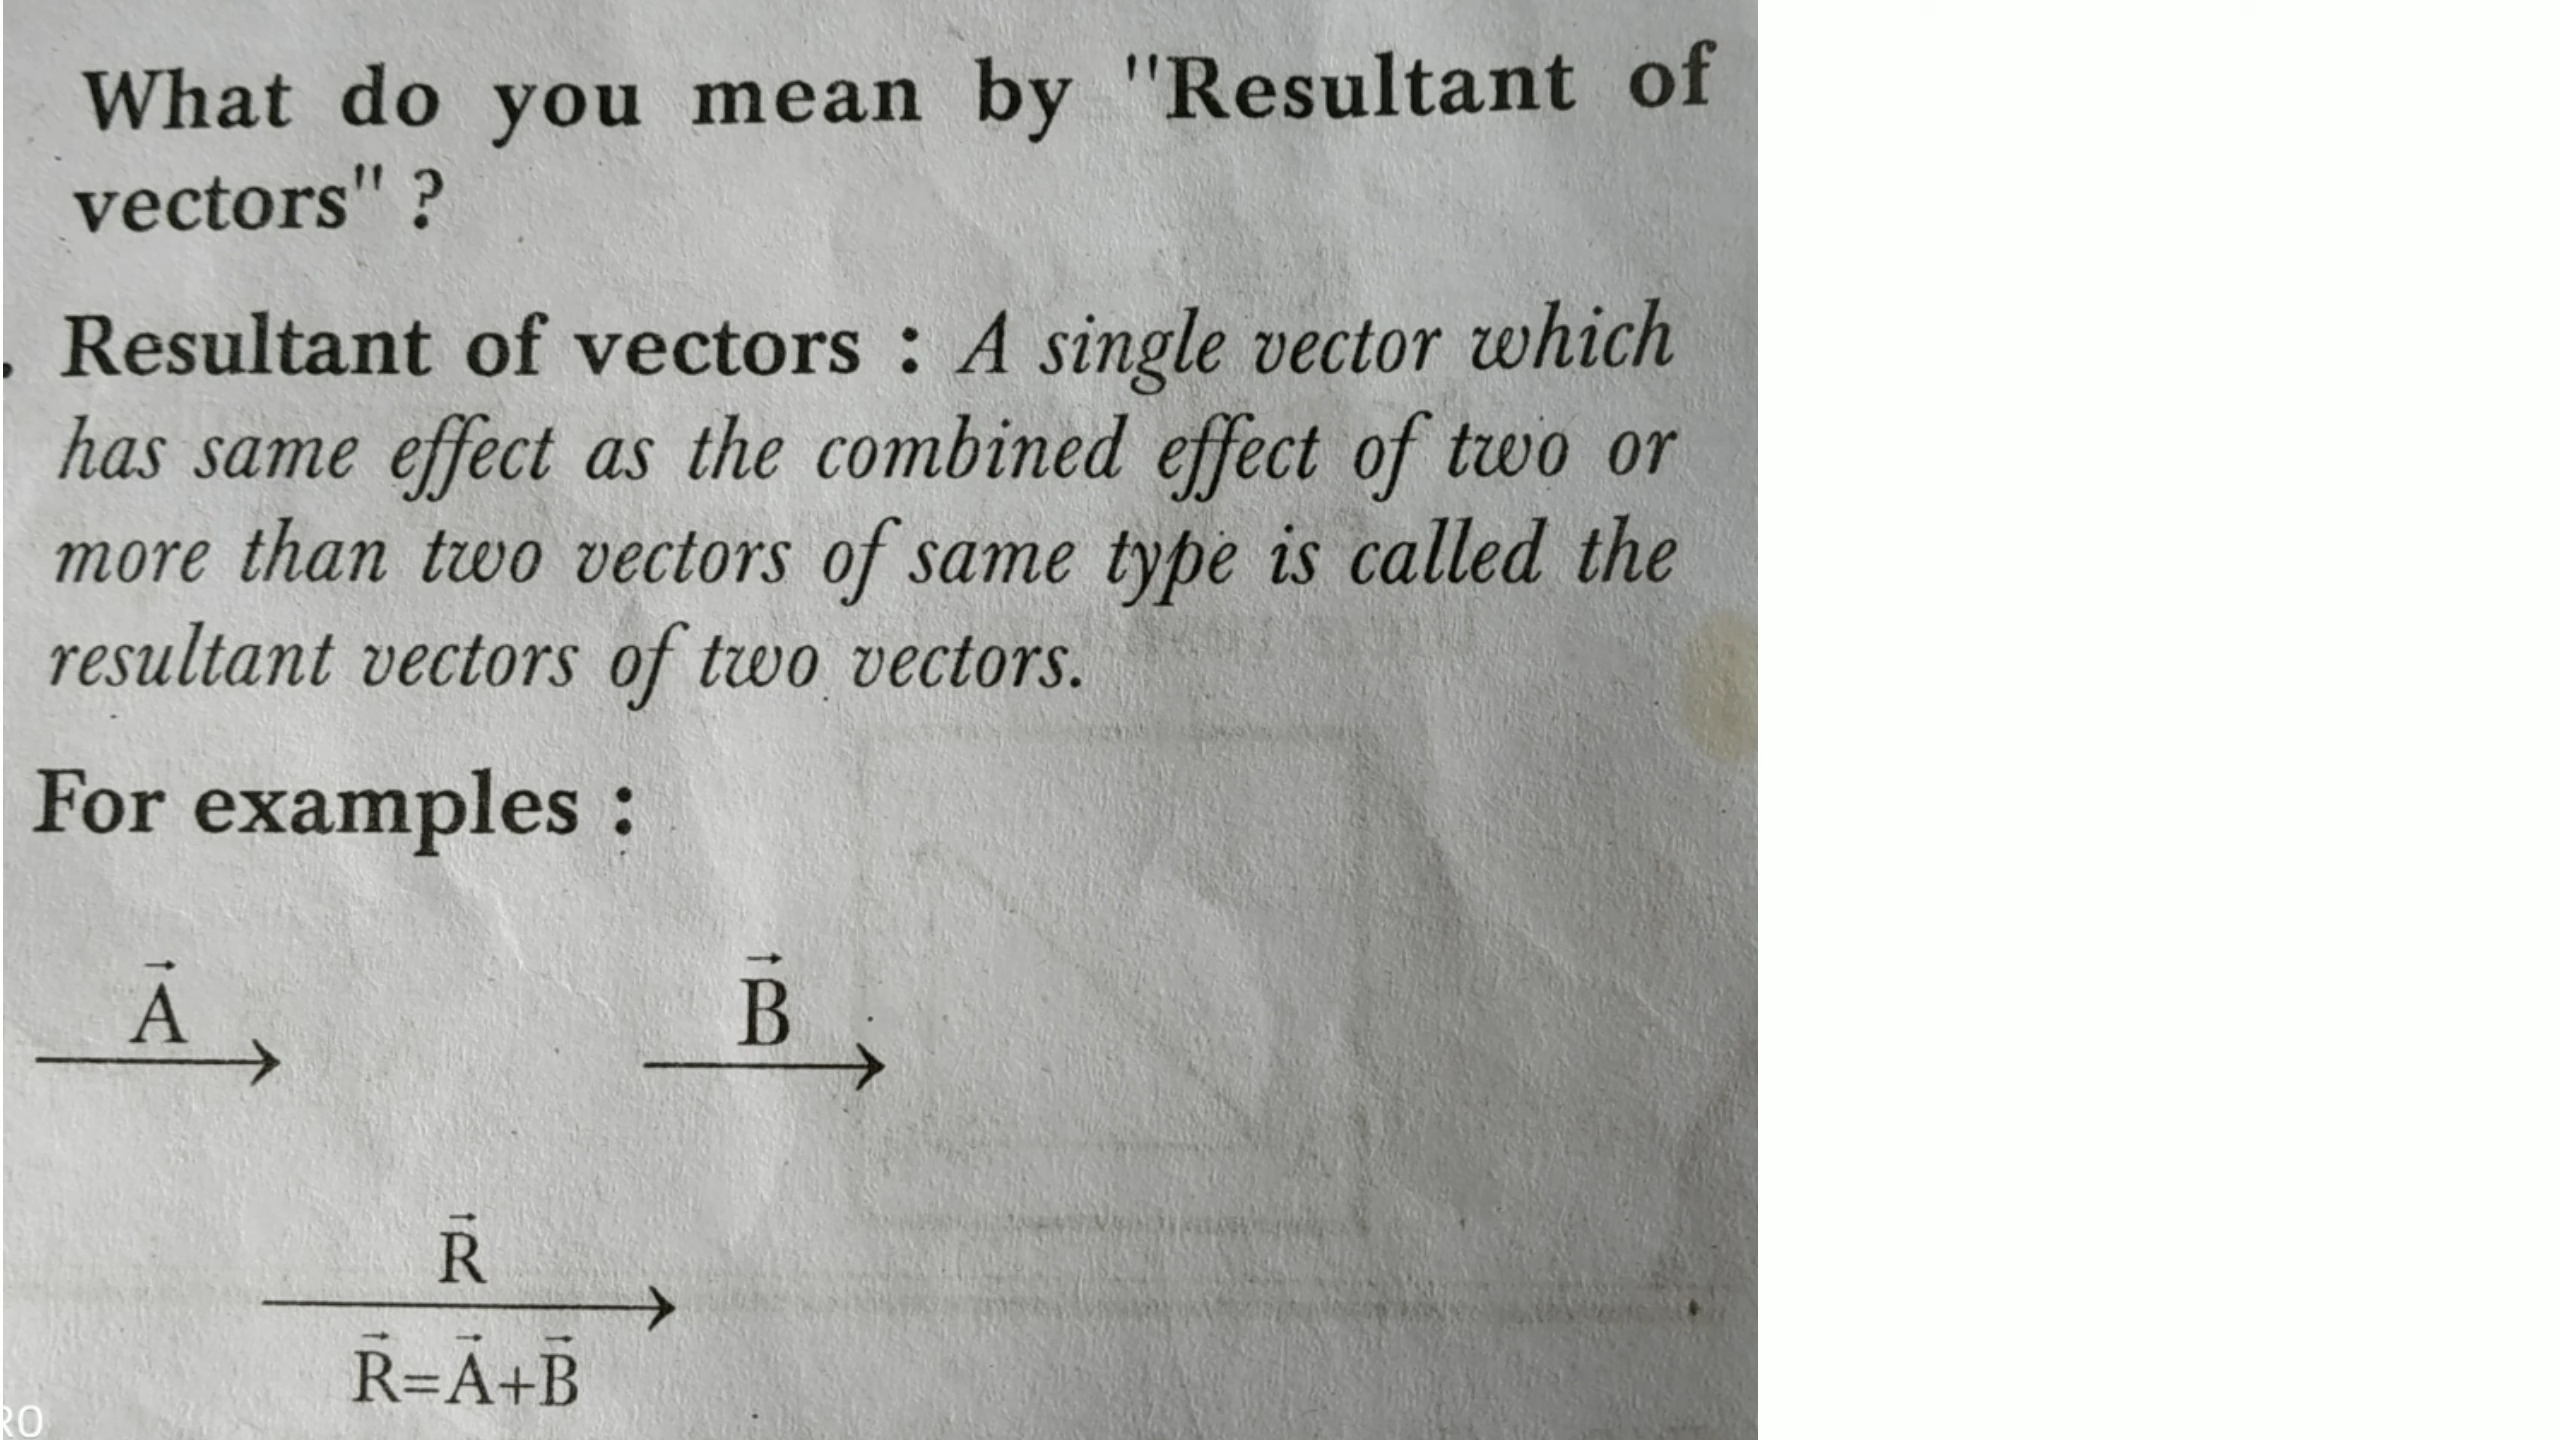 What do you mean by "Resultant of
vectors" ?
. Resultant of vectors : A single vector which
has same effect as the combined effect of two or
more than two vectors of same type is called the
resultant vectors of two vectors.
For examples :
A⃗ B⃗
R⃗
R⃗=A⃗+B⃗
RO